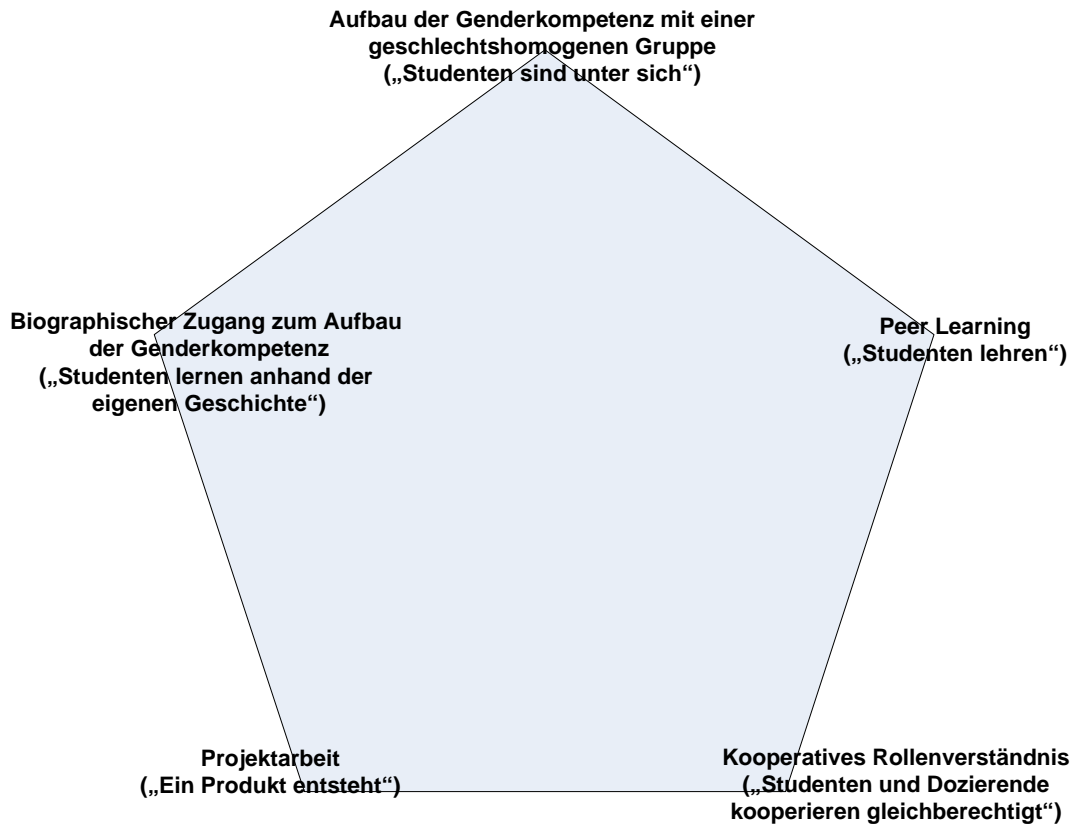 Aufbau der Genderkompetenz mit einer
geschlechtshomogenen Gruppe
(„Studenten sind unter sich“)
Biographischer Zugang zum Aufbau
der Genderkompetenz
(„Studenten lernen anhand der
eigenen Geschichte“)
Peer Learning
(„Studenten lehren“)
Projektarbeit
(„Ein Produkt entsteht“)
Kooperatives Rollenverständnis
(„Studenten und Dozierende
kooperieren gleichberechtigt“)